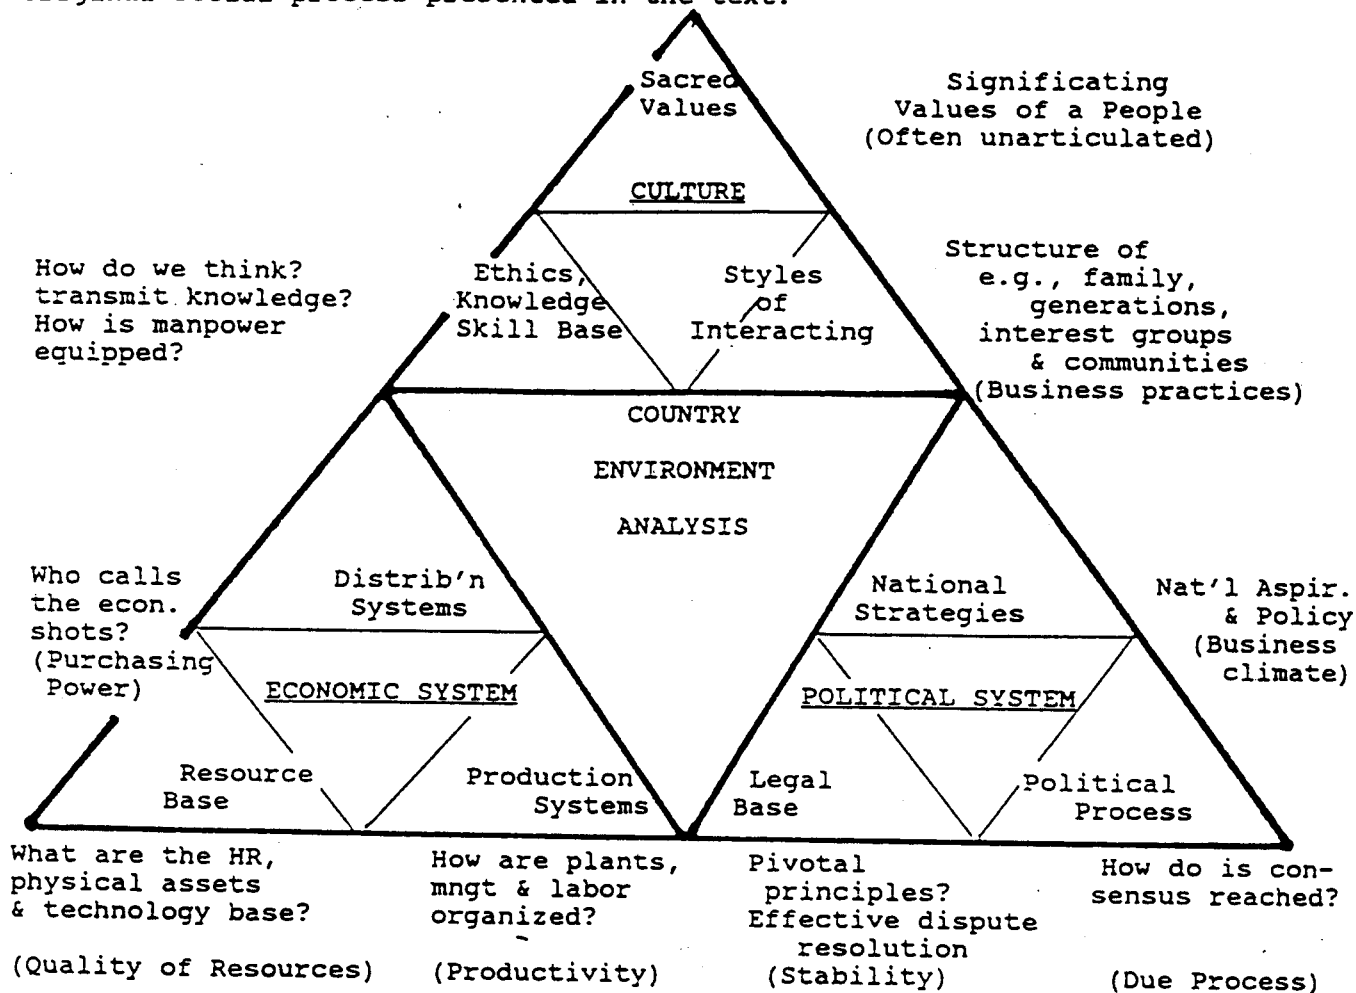 Sacred
Values
Significating
Values of a People
(Often unarticulated)
CULTURE
How do we think?
transmit knowledge?
How is manpower
equipped?
Ethics,
Knowledge
Skill Base
Styles
of
Interacting
Structure of
e.g., family,
generations,
interest groups
& communities
(Business practices)
COUNTRY
ENVIRONMENT
ANALYSIS
Who calls
the econ.
shots?
(Purchasing
Power)
Distrib'n
Systems
ECONOMIC SYSTEM
Resource
Base
Production
Systems
National
Strategies
POLITICAL SYSTEM
Legal
Base
Political
Process
Nat'l Aspir.
& Policy
(Business
climate)
What are the HR,
physical assets
& technology base?
(Quality of Resources)
How are plants,
mngt & labor
organized?
(Productivity)
Pivotal
principles?
Effective dispute
resolution
(Stability)
How do is con-
sensus reached?
(Due Process)